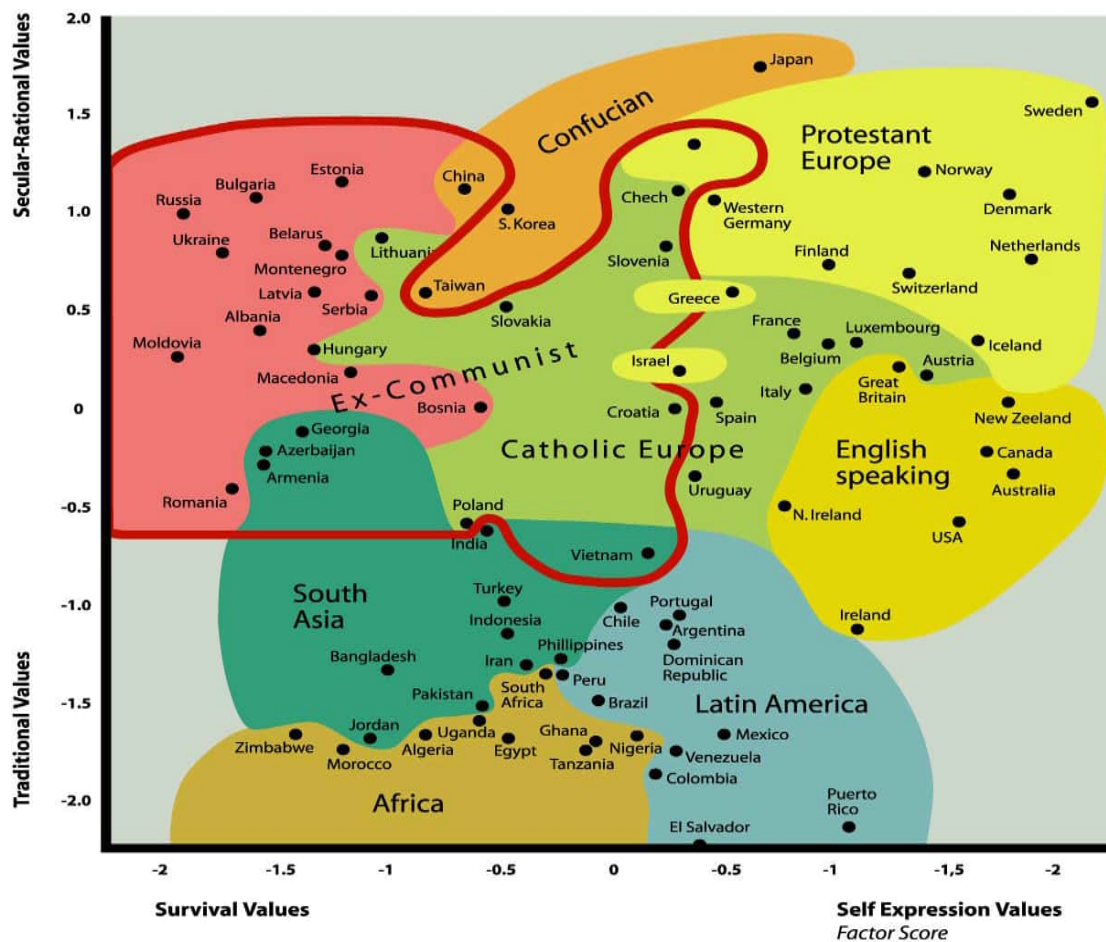 Secular-Rational Values
Traditional Values
2.0
1.5
1.0
0.5
0
-0.5
-1.0
-1.5
-2.0
Japan
Confucian
Sweden
Protestant
Europe
Norway
Denmark
Estonia
China
Bulgaria
Russia
Chech
Western
Germany
S. Korea
Belarus
Ukraine
Lithuani
Montenegro
Slovenia
Finland
Netherlands
Switzerland
Latvia
Serbia
Taiwan
Slovakia
Greece
Albania
France
Luxembourg
Moldovia
Hungary
Belgium
Iceland
Israel
Austria
Macedonia
Great
Britain
Ex-Communist
Italy
Bosnia
Croatia
Spain
New Zeeland
Georgia
Azerbaijan
Armenia
Catholic Europe
English
speaking
Canada
Australia
Romania
Uruguay
Poland
India
N. Ireland
USA
Vietnam
South
Asia
Turkey
Indonesia
Chile
Portugal
Argentina
Ireland
Phillippines
Dominican
Republic
Bangladesh
Iran
Peru
South
Africa
Pakistan
Brazil
Latin America
Uganda
Jordan
Zimbabwe
Morocco
Algeria
Egypt
Ghana
Tanzania
Nigeria
Mexico
Venezuela
Colombia
Africa
Puerto
Rico
El Salvador
-2
-1.5
-1
-0.5
0
-0.5
-1
-1,5
-2
Survival Values
Self Expression Values
Factor Score